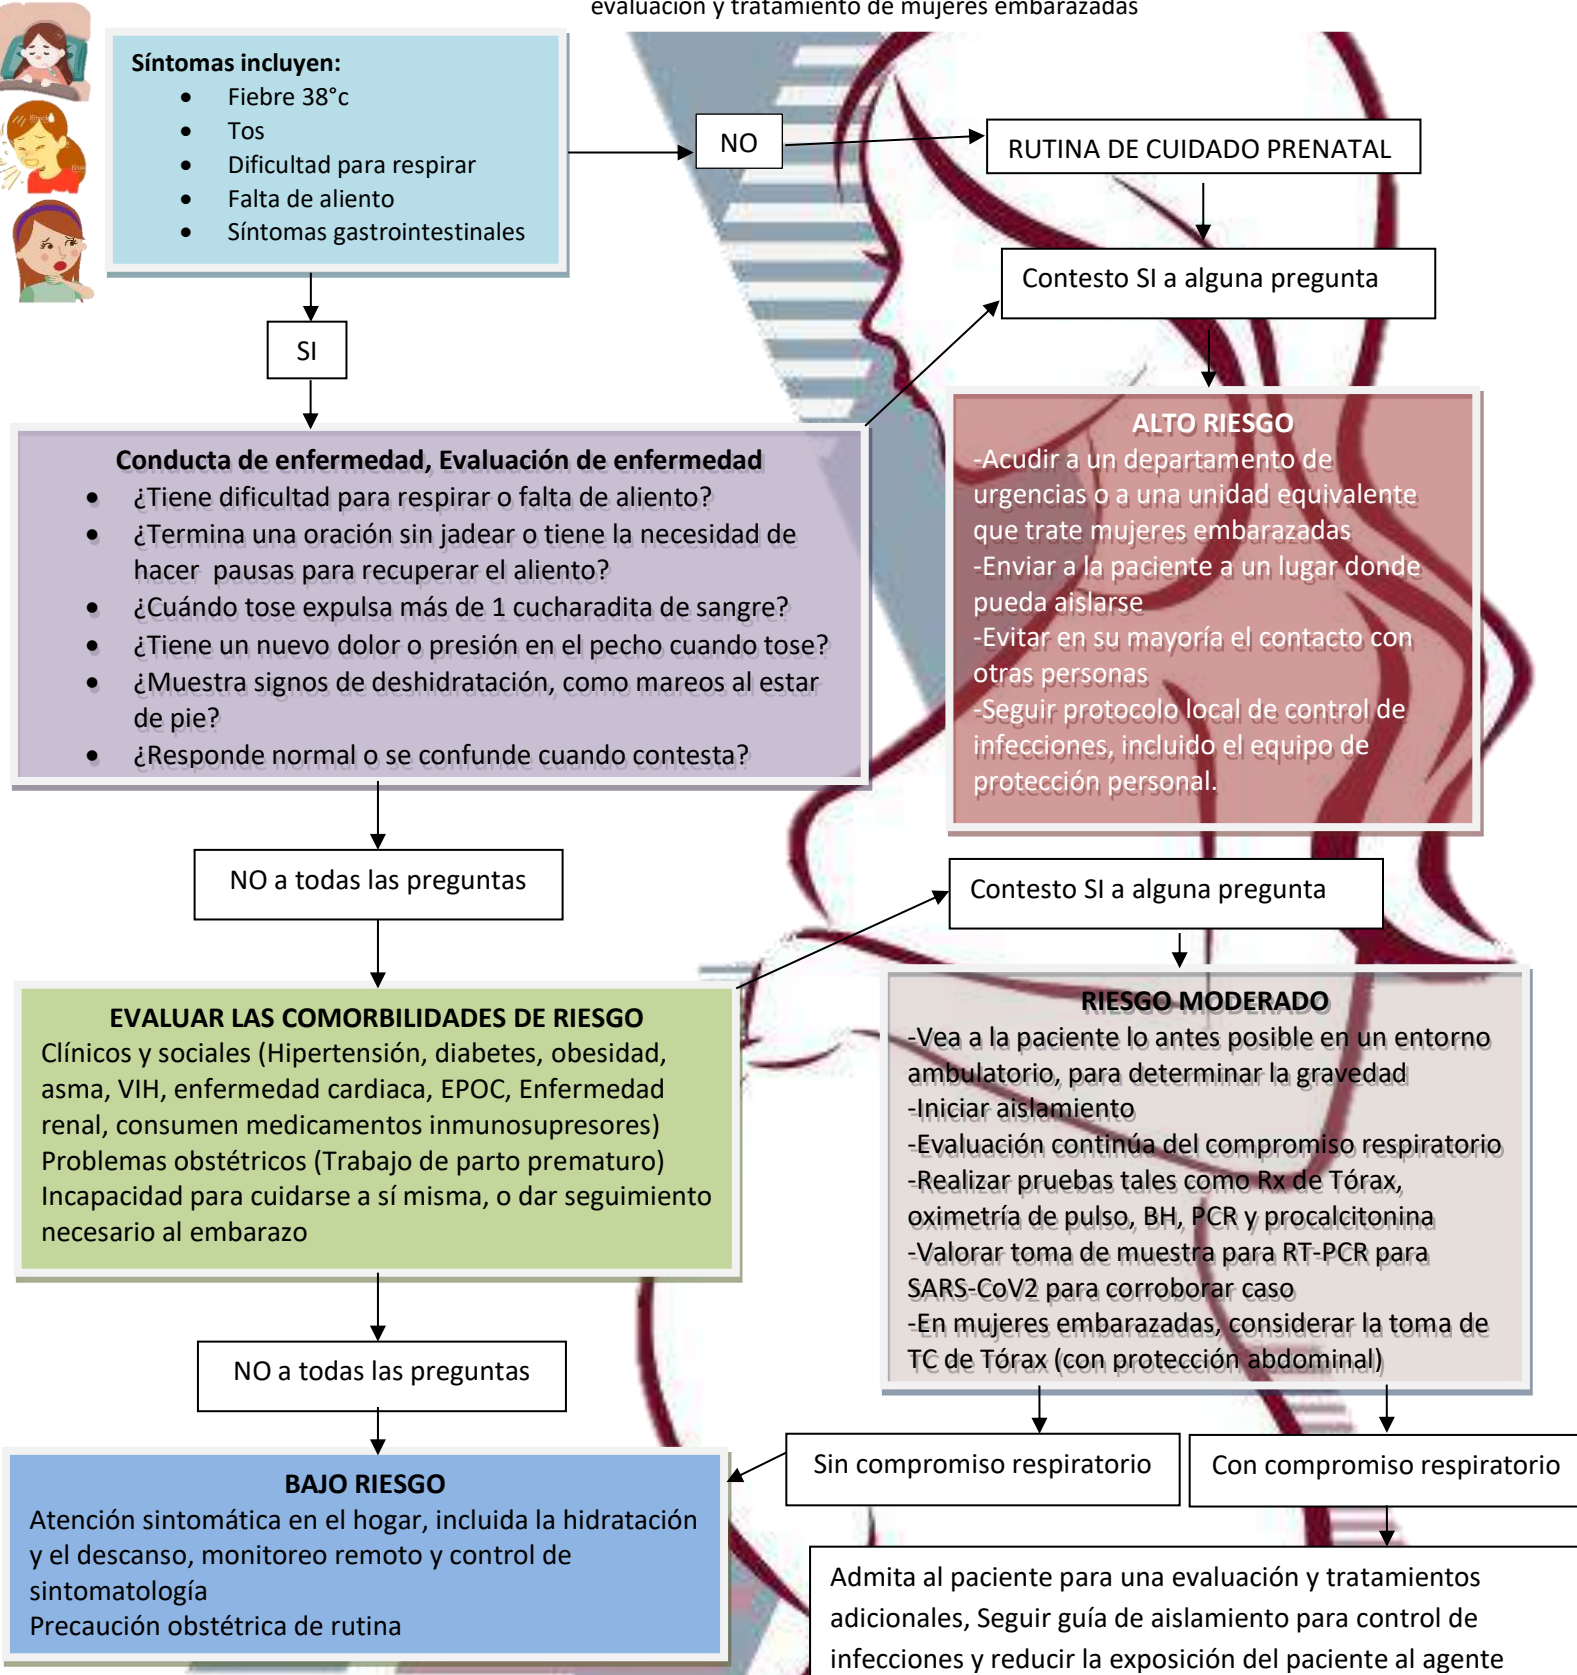 evaluación y tratamiento de mujeres embarazadas
Síntomas incluyen:
• Fiebre 38°c
• Tos
• Dificultad para respirar
• Falta de aliento
• Síntomas gastrointestinales
NO
RUTINA DE CUIDADO PRENATAL
Contesto SI a alguna pregunta
SI
ALTO RIESGO
-Acudir a un departamento de
urgencias o a una unidad equivalente
que trate mujeres embarazadas
-Enviar a la paciente a un lugar donde
pueda aislarse
-Evitar en su mayoría el contacto con
otras personas
-Seguir protocolo local de control de
infecciones, incluido el equipo de
protección personal.
Conducta de enfermedad, Evaluación de enfermedad
• ¿Tiene dificultad para respirar o falta de aliento?
• ¿Termina una oración sin jadear o tiene la necesidad de
hacer pausas para recuperar el aliento?
• ¿Cuándo tose expulsa más de 1 cucharadita de sangre?
• ¿Tiene un nuevo dolor o presión en el pecho cuando tose?
• ¿Muestra signos de deshidratación, como mareos al estar
de pie?
• ¿Responde normal o se confunde cuando contesta?
NO a todas las preguntas
Contesto SI a alguna pregunta
EVALUAR LAS COMORBILIDADES DE RIESGO
Clínicos y sociales (Hipertensión, diabetes, obesidad,
asma, VIH, enfermedad cardiaca, EPOC, Enfermedad
renal, consumen medicamentos inmunosupresores)
Problemas obstétricos (Trabajo de parto prematuro)
Incapacidad para cuidarse a sí misma, o dar seguimiento
necesario al embarazo
RIESGO MODERADO
-Vea a la paciente lo antes posible en un entorno
ambulatorio, para determinar la gravedad
-Iniciar aislamiento
-Evaluación continúa del compromiso respiratorio
-Realizar pruebas tales como Rx de Tórax,
oximetría de pulso, BH, PCR y procalcitonina
-Valorar toma de muestra para RT-PCR para
SARS-CoV2 para corroborar caso
-En mujeres embarazadas, considerar la toma de
TC de Tórax (con protección abdominal)
NO a todas las preguntas
Sin compromiso respiratorio
Con compromiso respiratorio
BAJO RIESGO
Atención sintomática en el hogar, incluida la hidratación
y el descanso, monitoreo remoto y control de
sintomatología
Precaución obstétrica de rutina
Admita al paciente para una evaluación y tratamientos
adicionales, Seguir guía de aislamiento para control de
infecciones y reducir la exposición del paciente al agente